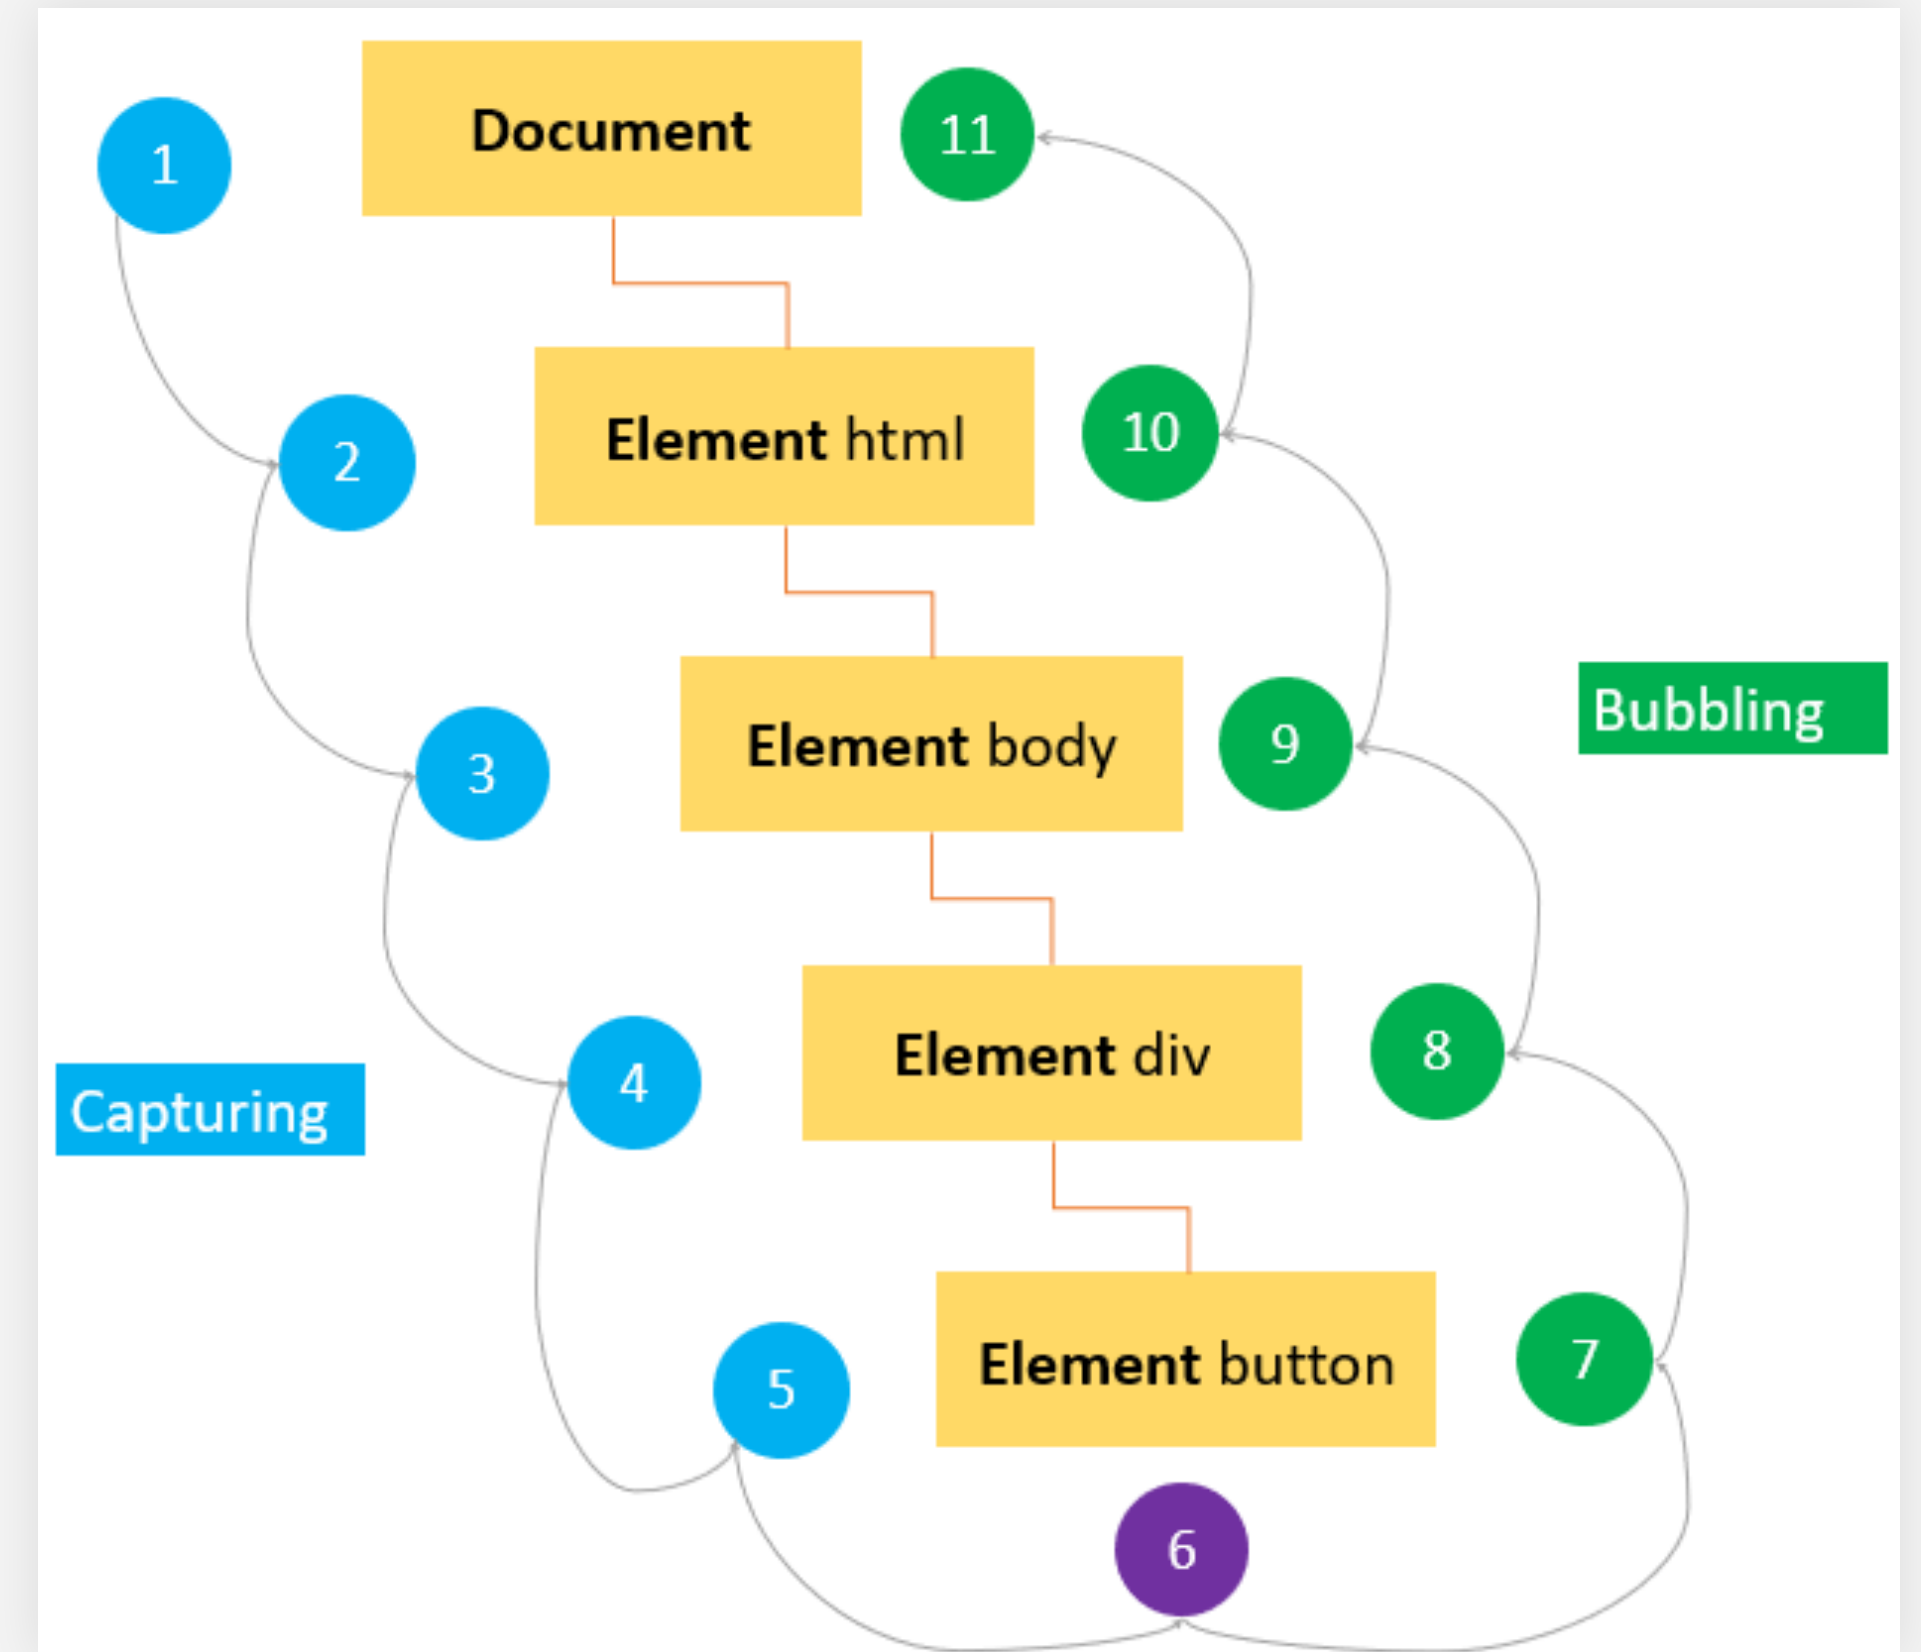 Document
11
1
Element html
10
2
Element body
9
Bubbling
3
Element div
8
4
Capturing
Element button
7
5
6